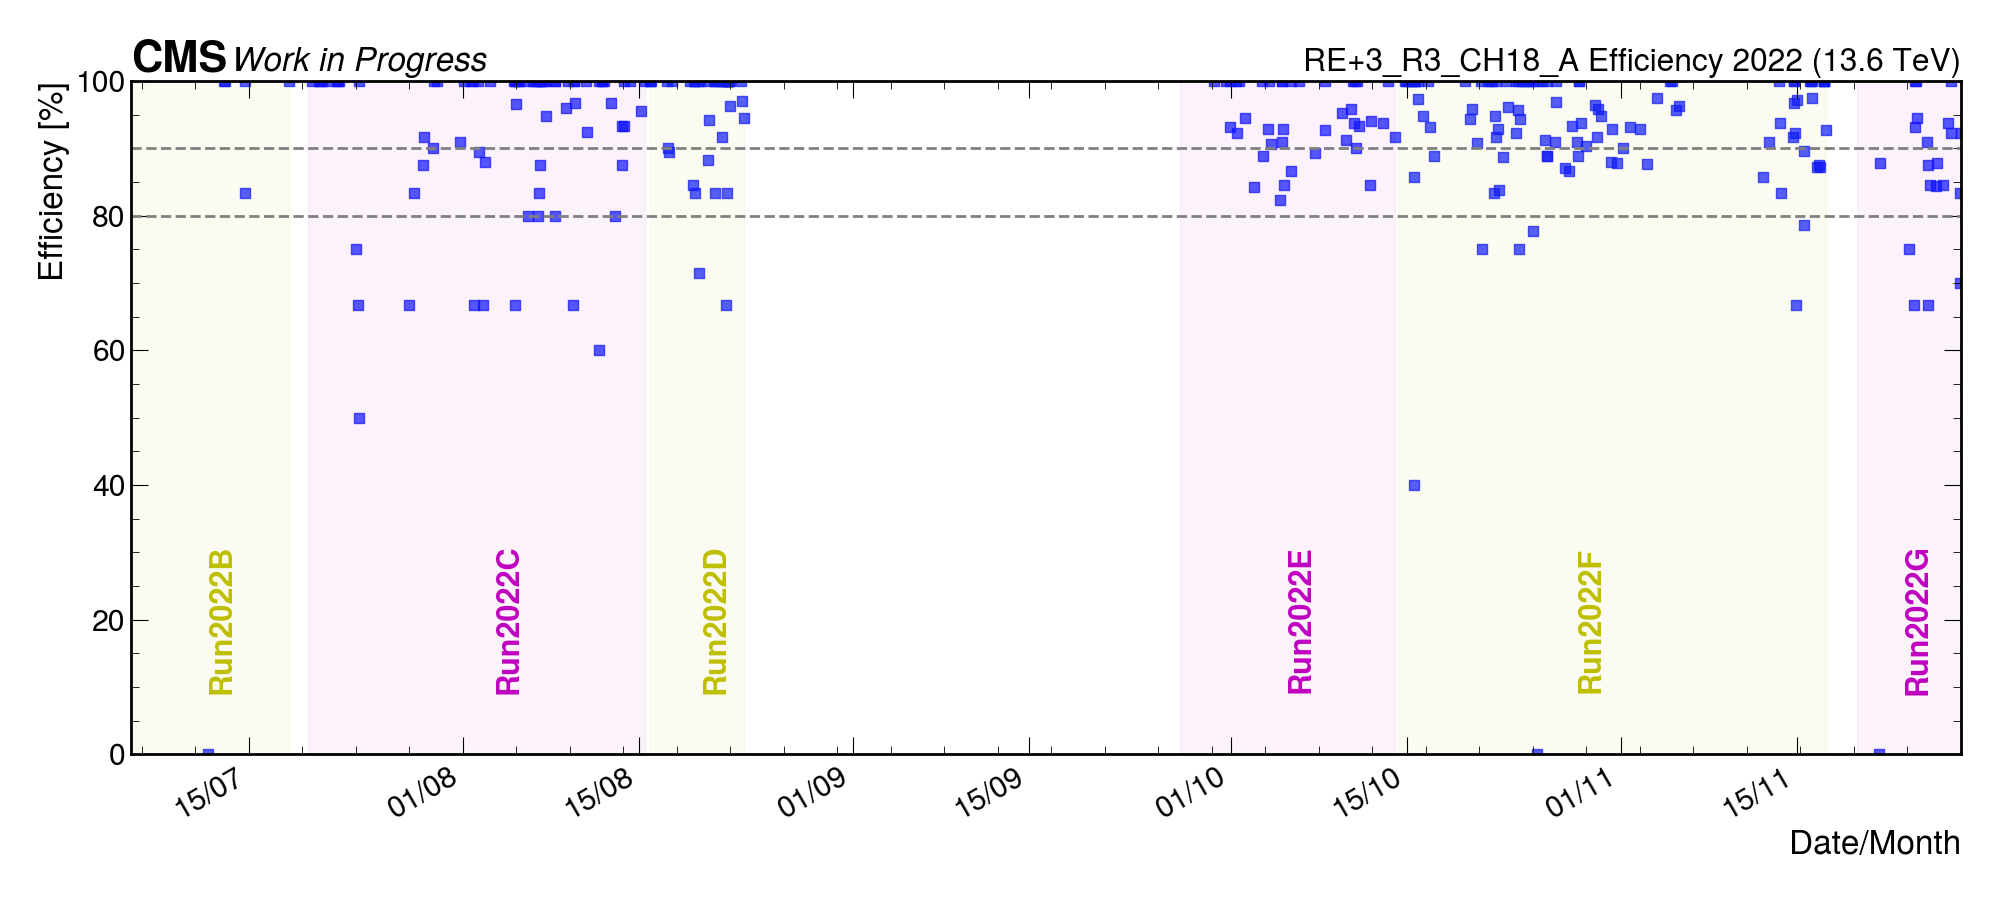 CMS Work in Progress
RE+3_R3_CH18_A Efficiency 2022 (13.6 TeV)
Efficiency [%]
100
80
60
40
20
0
Run2022B
Run2022C
Run2022D
Run2022E
Run2022F
Run2022G
15/07
01/08
15/08
01/09
15/09
01/10
15/10
01/11
15/11
Date/Month